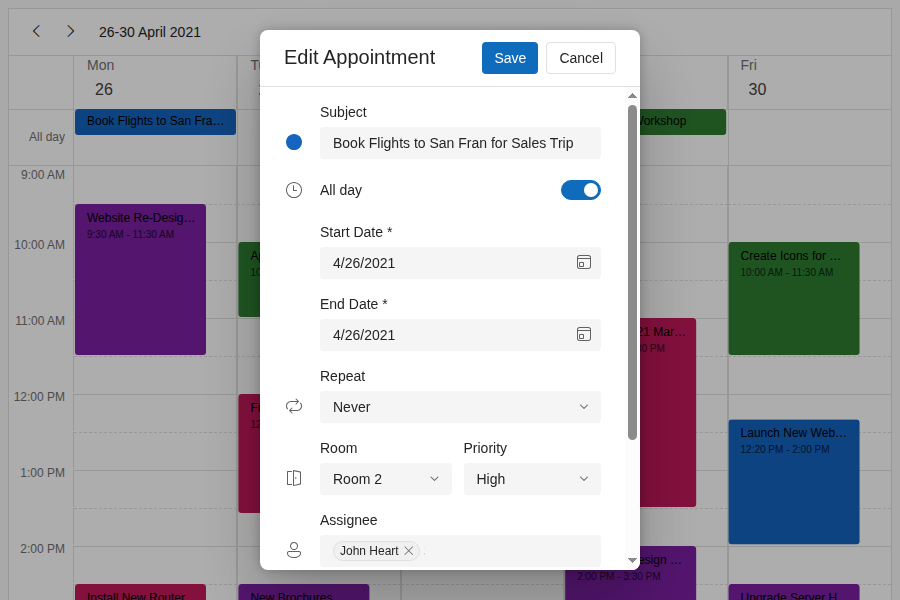 26-30 April 2021
Mon
26
Fri
30
All day
Book Flights to San Fra…
9:00 AM
10:00 AM
11:00 AM
12:00 PM
1:00 PM
2:00 PM
Website Re-Desig…
9:30 AM - 11:30 AM
Create Icons for …
10:00 AM - 11:30 AM
21 Mar…
Launch New Web…
12:20 PM - 2:00 PM
esign …
2:00 PM - 3:30 PM
Install New Router
New Brochures
Upgrade Server H
Edit Appointment
Save
Cancel
Subject
Book Flights to San Fran for Sales Trip
All day
Start Date *
4/26/2021
End Date *
4/26/2021
Repeat
Never
Room
Priority
Room 2
High
Assignee
John Heart